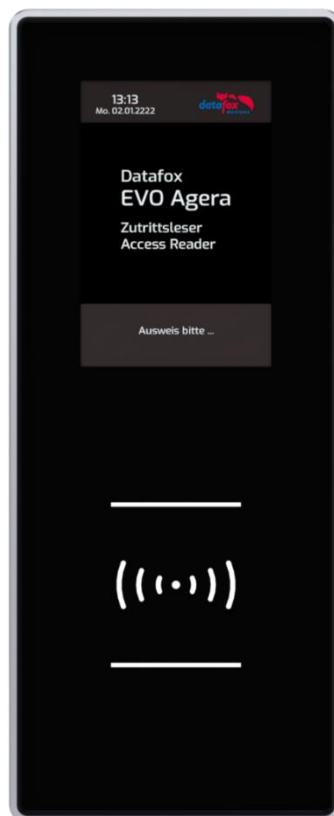 13:13
Mo. 02.01.2222
datafox
Datafox
EVO Agera
Zutrittsleser
Access Reader
Ausweis bitte ...